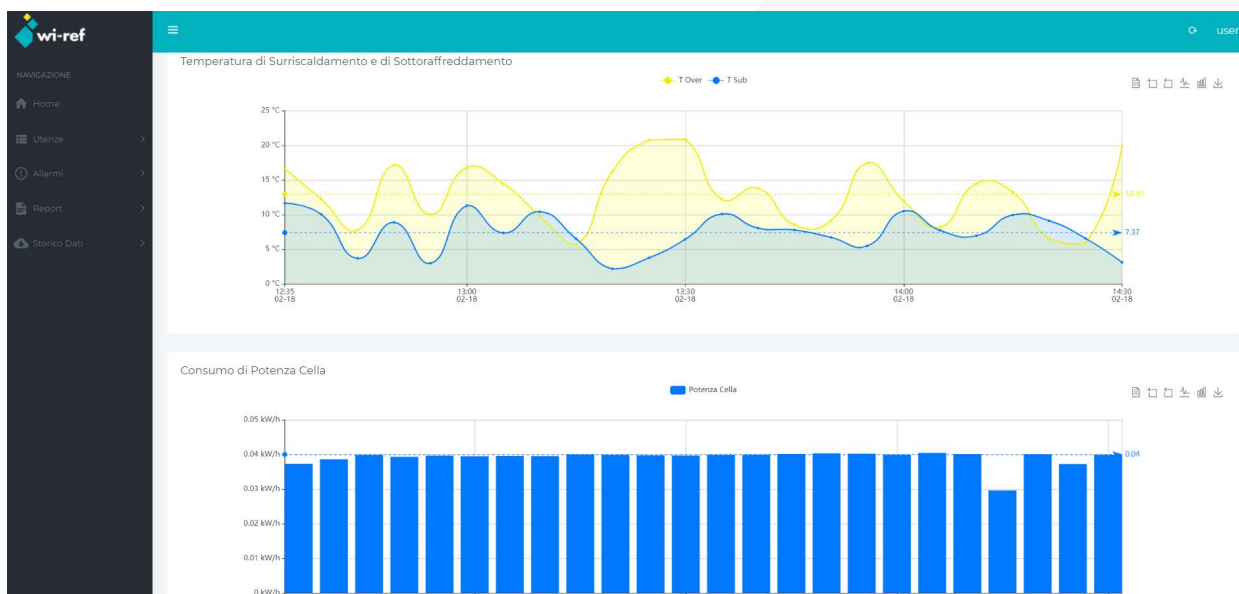 wi-ref
user
NAVIGAZIONE
Home
Utenze
Allarmi
Report
Storico Dati
Temperatura di Surriscaldamento e di Sottoraffreddamento
T Over T Sub
25 °C
20 °C
15 °C
12.91
10 °C
7.37
5 °C
0 °C
12:35 13:00 13:30 14:00 14:30
02-18 02-18 02-18 02-18 02-18
Consumo di Potenza Cella
Potenza Cella
0.05 kW/h
0.04 kW/h 0.04
0.03 kW/h
0.02 kW/h
0.01 kW/h
0 kW/h